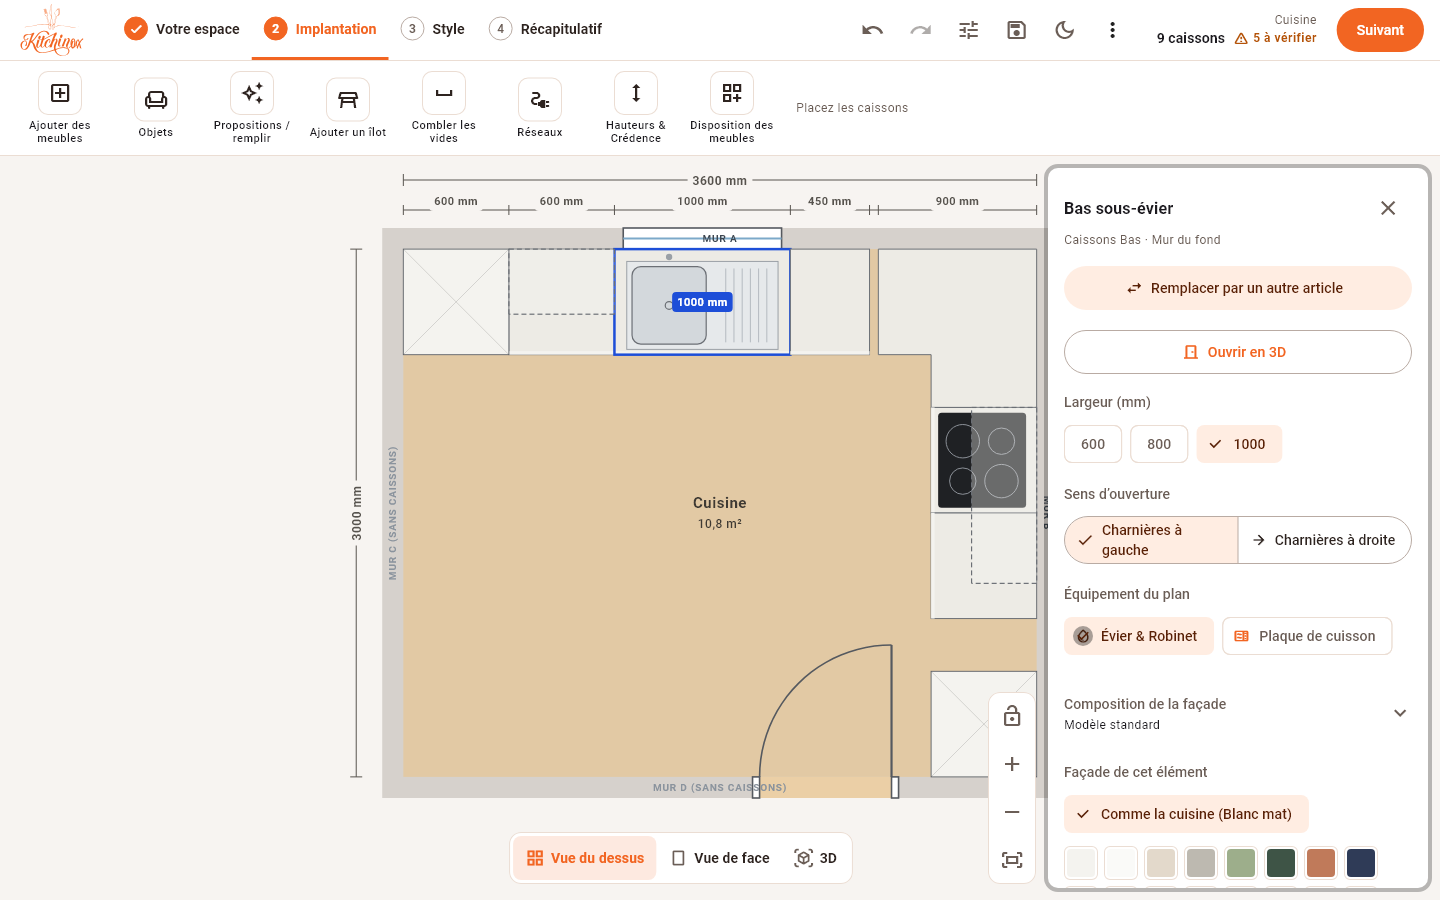 Kitchinox
Votre espace
2 Implantation
3 Style
4 Récapitulatif
9 caissons
Cuisine
5 à vérifier
Suivant
Ajouter des
meubles
Objets
Propositions /
remplir
Ajouter un îlot
Combler les
vides
Réseaux
Hauteurs &
Crédence
Disposition des
meubles
Placez les caissons
3600 mm
600 mm
600 mm
1000 mm
450 mm
900 mm
MUR A
1000 mm
3000 mm
MUR C (SANS CAISSONS)
Cuisine
10,8 m²
MUR D (SANS CAISSONS)
Vue du dessus
Vue de face
3D
Bas sous-évier
Caissons Bas · Mur du fond
Remplacer par un autre article
Ouvrir en 3D
Largeur (mm)
600
800
1000
Sens d’ouverture
Charnières à
gauche
Charnières à droite
Équipement du plan
Évier & Robinet
Plaque de cuisson
Composition de la façade
Modèle standard
Façade de cet élément
Comme la cuisine (Blanc mat)